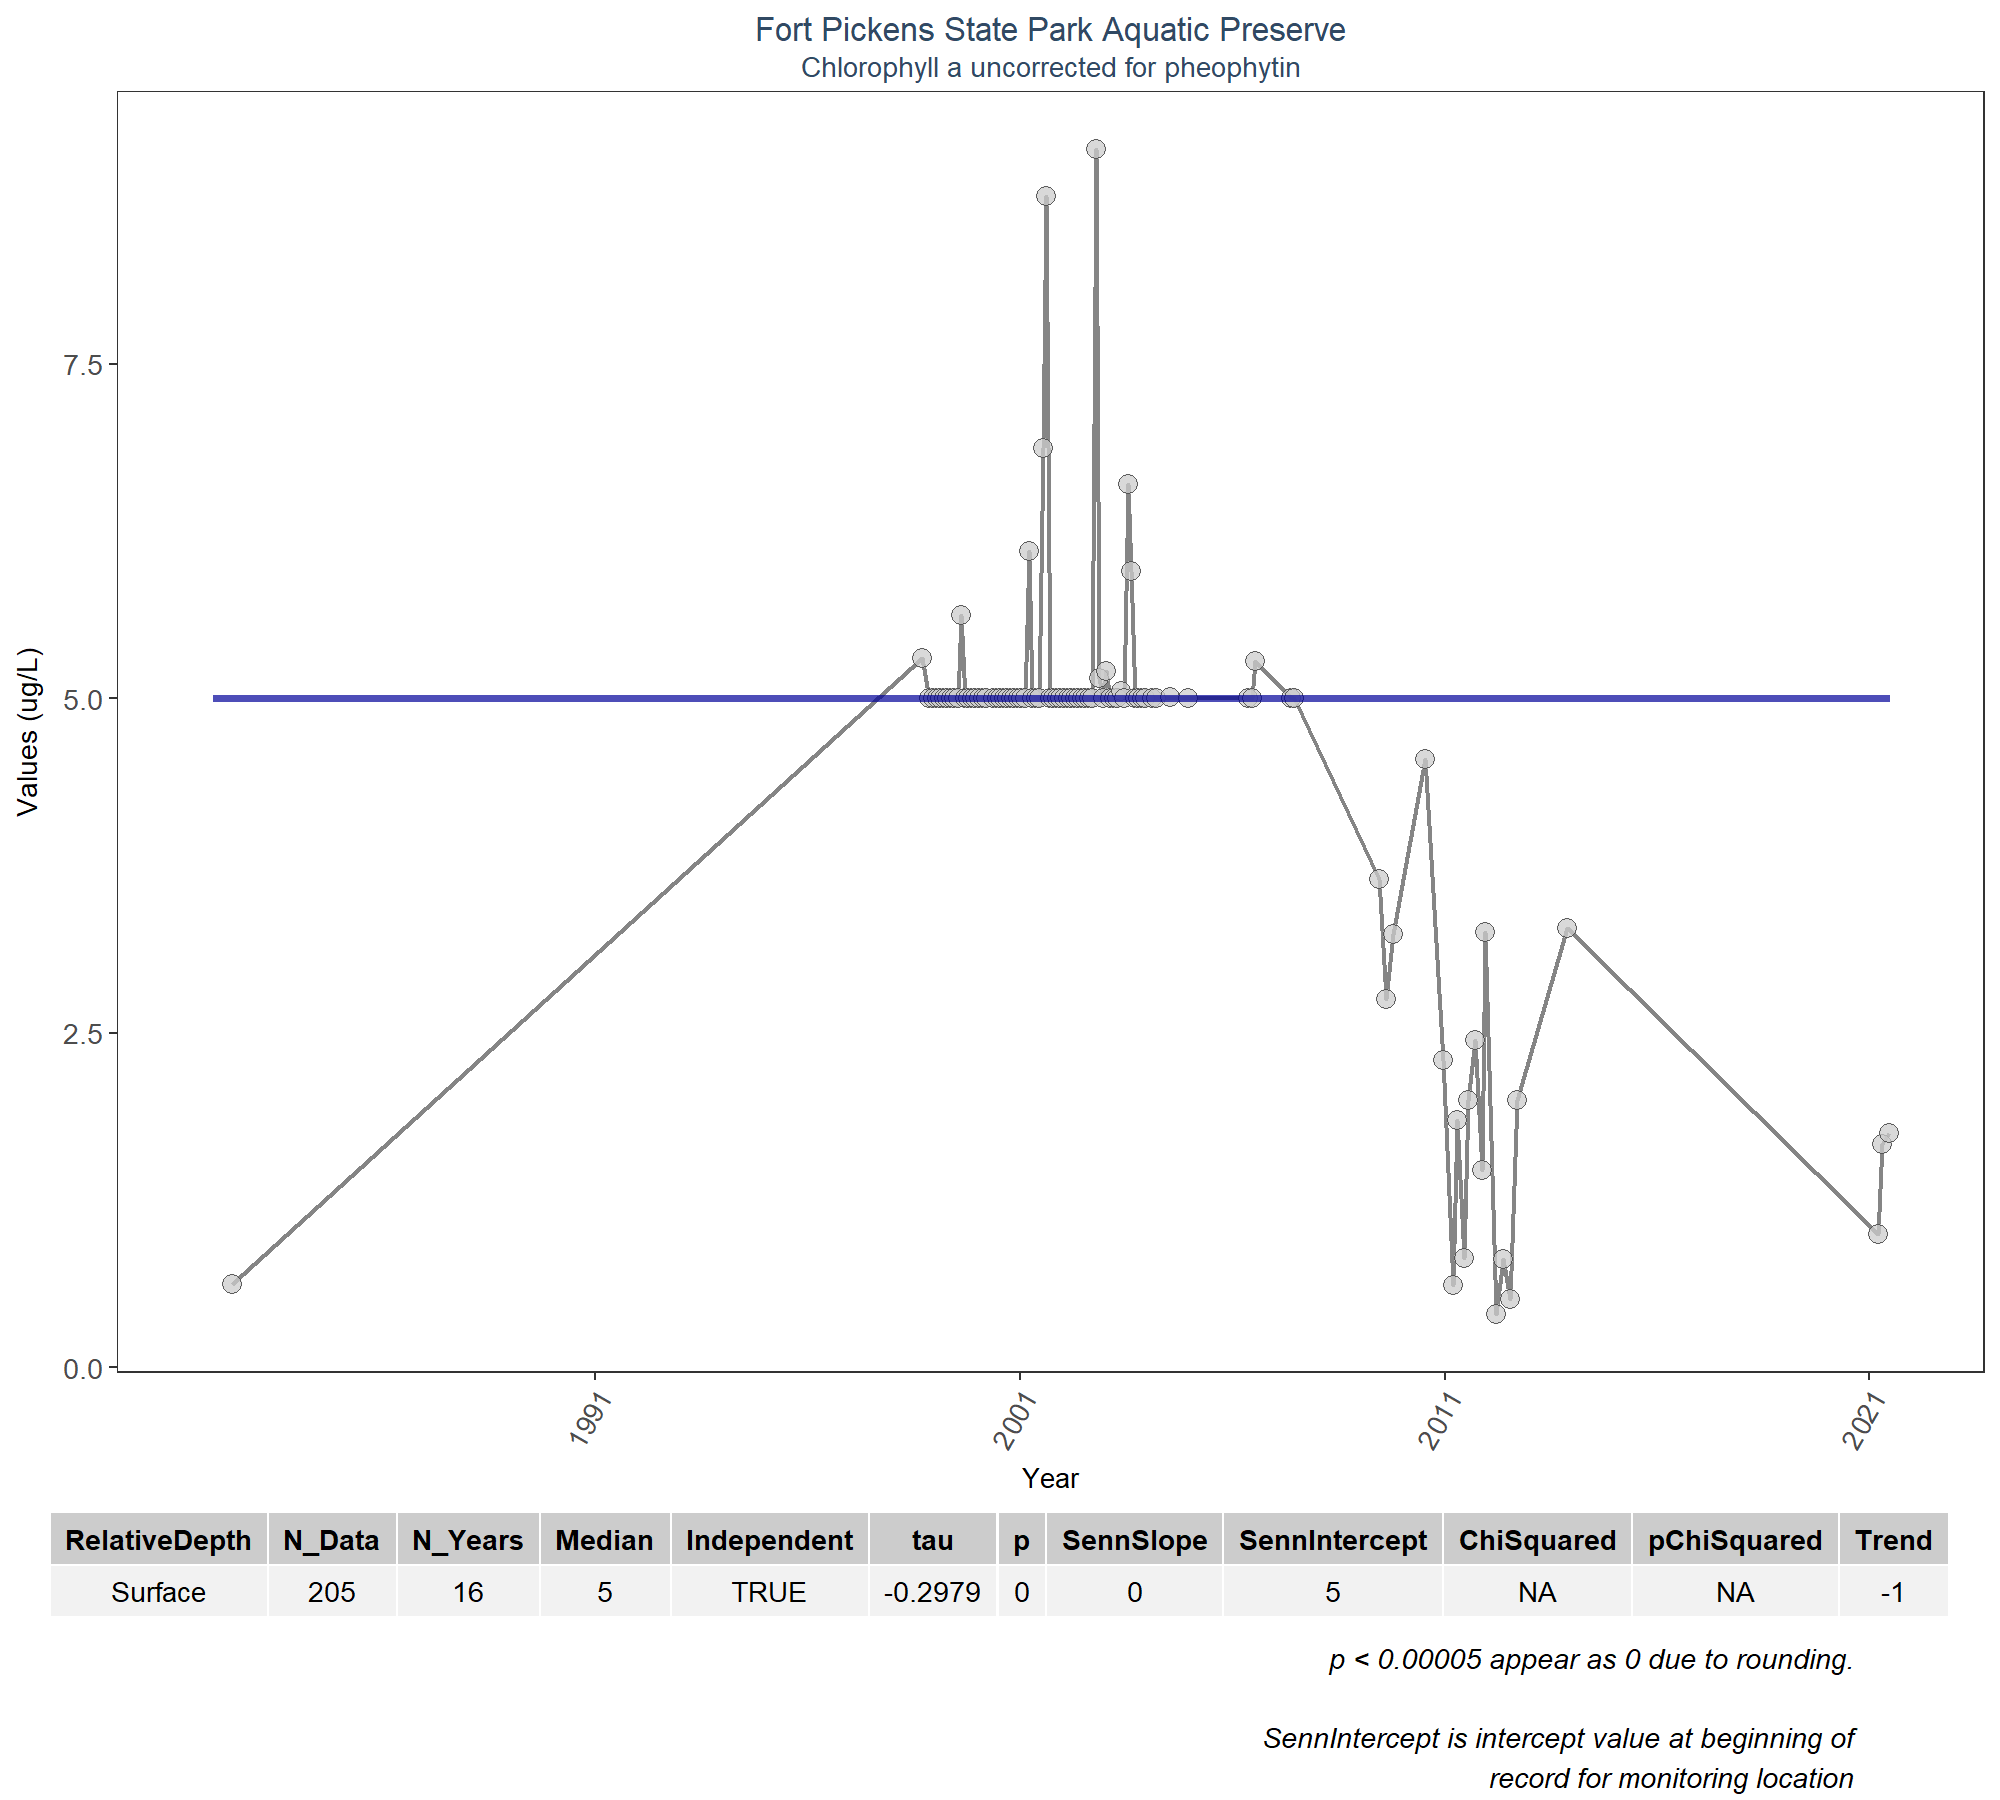 Fort Pickens State Park Aquatic Preserve
Chlorophyll a uncorrected for pheophytin
Values (ug/L)
7.5
5.0
2.5
0.0
1991
2001
2011
2021
Year
RelativeDepth N_Data N_Years Median Independent tau p SennSlope SennIntercept ChiSquared pChiSquared Trend
Surface 205 16 5 TRUE -0.2979 0 0 5 NA NA -1
p < 0.00005 appear as 0 due to rounding.
SennIntercept is intercept value at beginning of
record for monitoring location